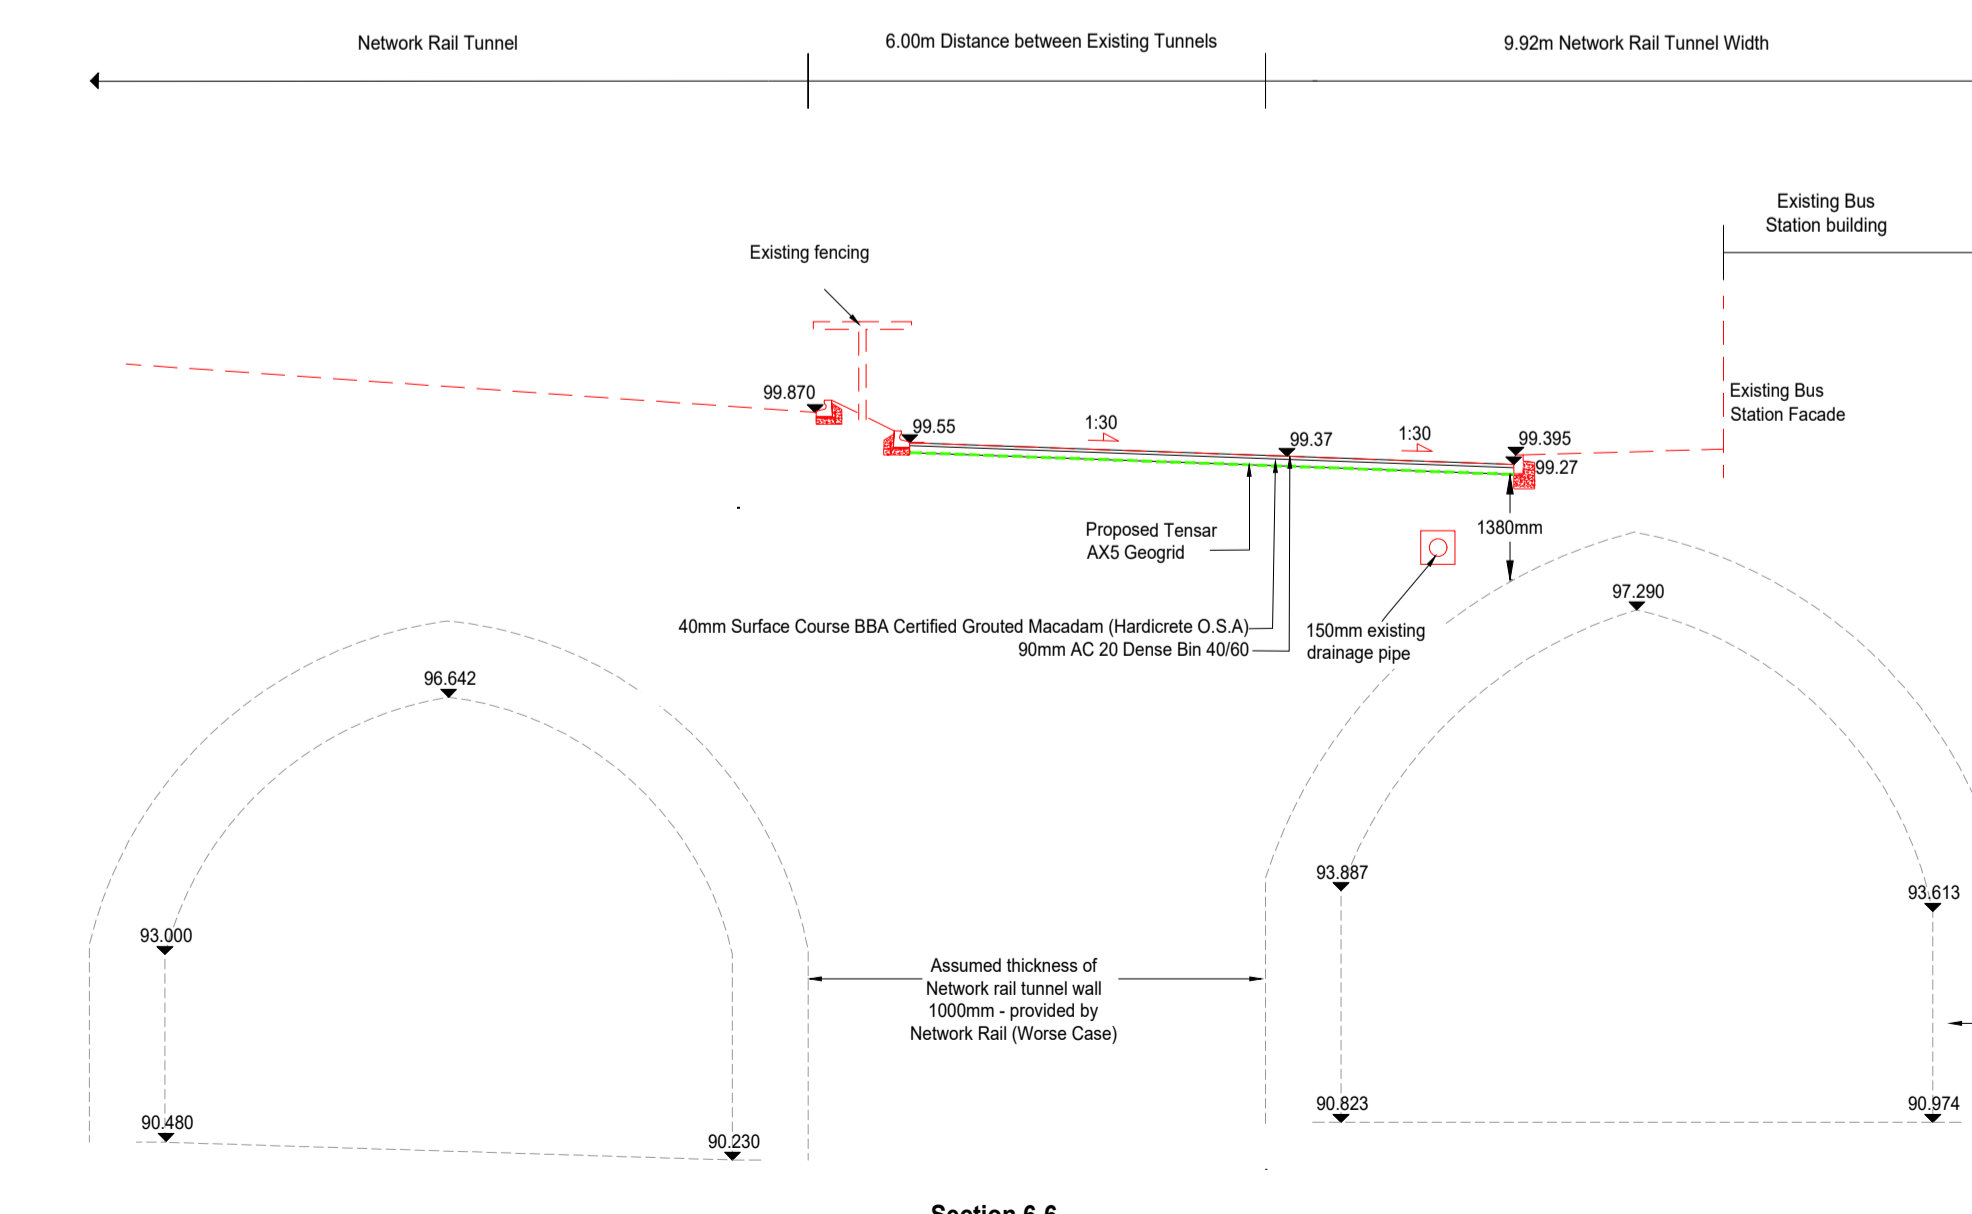 Network Rail Tunnel
6.00m Distance between Existing Tunnels
9.92m Network Rail Tunnel Width
Existing Bus
Station building
Existing fencing
99.870
99.55
1:30
99.37
1:30
99.395
99.27
Existing Bus
Station Facade
Proposed Tensar
AX5 Geogrid
1380mm
40mm Surface Course BBA Certified Grouted Macadam (Hardicrete O.S.A)
90mm AC 20 Dense Bin 40/60
150mm existing
drainage pipe
96.642
97.290
93.887
93.613
93.000
Assumed thickness of
Network rail tunnel wall
1000mm - provided by
Network Rail (Worse Case)
90.480
90.230
90.823
90.974
Section 6-6